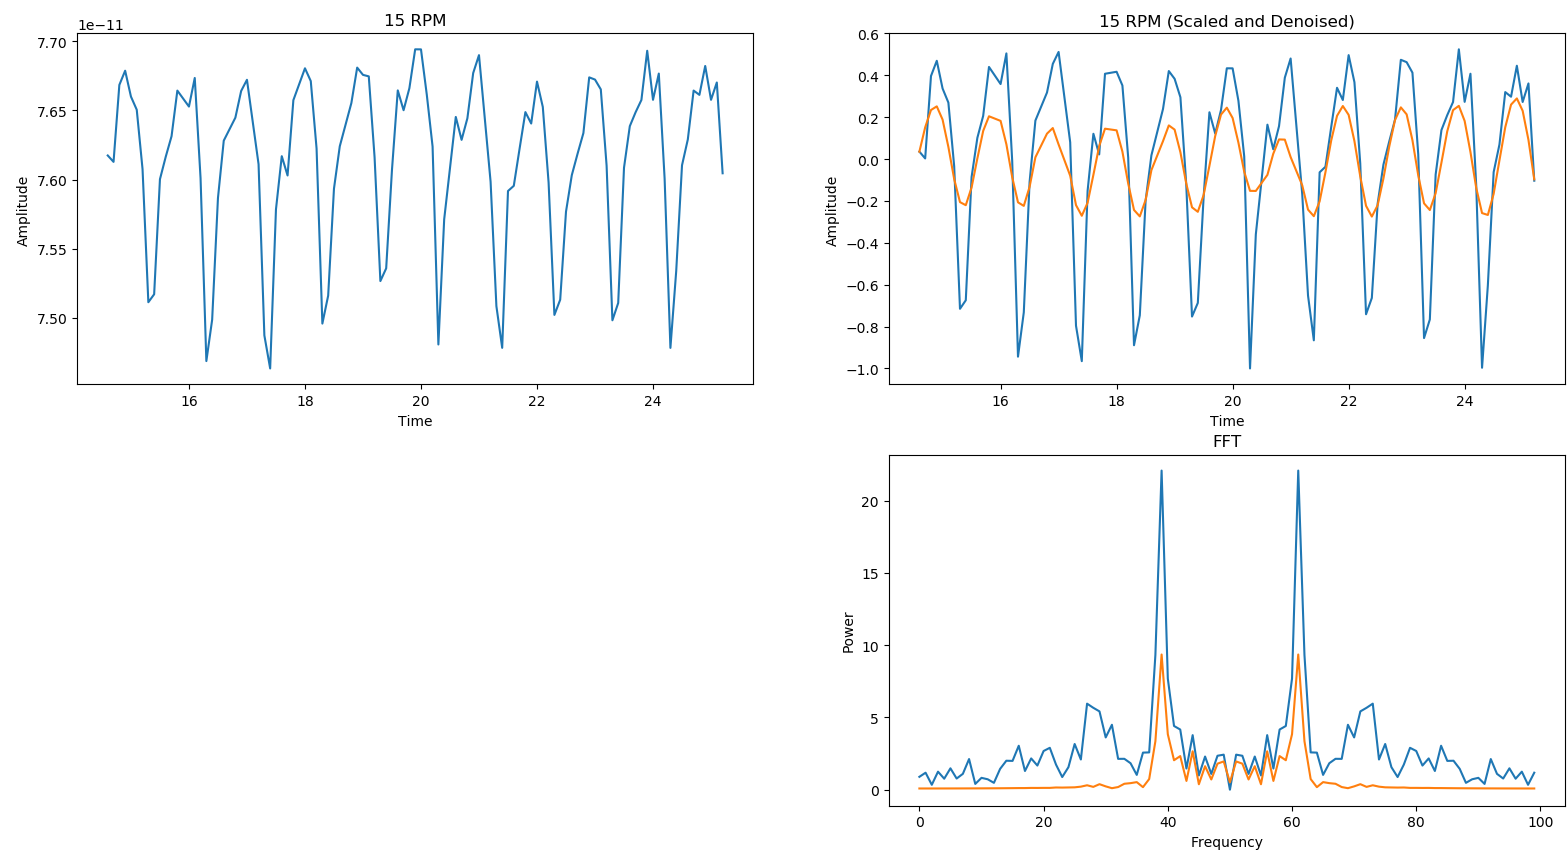 15 RPM
1e−11
7.70
7.65
7.60
7.55
7.50
Amplitude
16 18 20 22 24
Time
15 RPM (Scaled and Denoised)
0.6
0.4
0.2
0.0
−0.2
−0.4
−0.6
−0.8
−1.0
Amplitude
16 18 20 22 24
Time
FFT
20
15
10
5
0
Power
0 20 40 60 80 100
Frequency